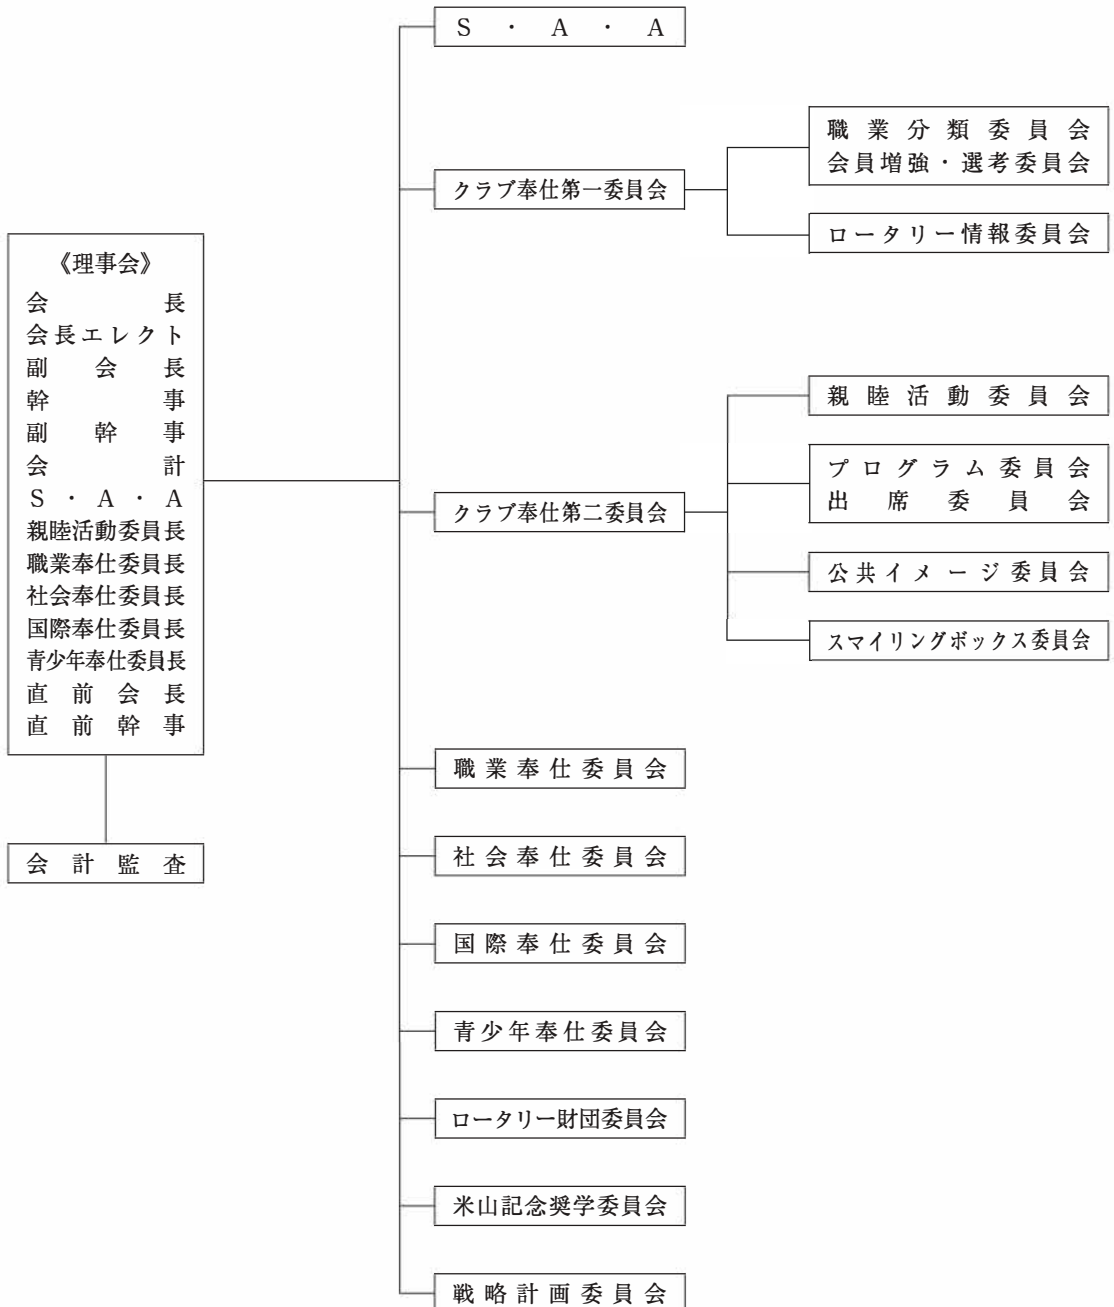 《理事会》
会長
会長エレクト
副会長
幹事
副幹事
会計
S・A・A
親睦活動委員長
職業奉仕委員長
社会奉仕委員長
国際奉仕委員長
青少年奉仕委員長
直前会長
直前幹事
会計監査
S・A・A
クラブ奉仕第一委員会
職業分類委員会
会員増強・選考委員会
ロータリー情報委員会
クラブ奉仕第二委員会
親睦活動委員会
プログラム委員会
出席委員会
公共イメージ委員会
スマイリングボックス委員会
職業奉仕委員会
社会奉仕委員会
国際奉仕委員会
青少年奉仕委員会
ロータリー財団委員会
米山記念奨学委員会
戦略計画委員会